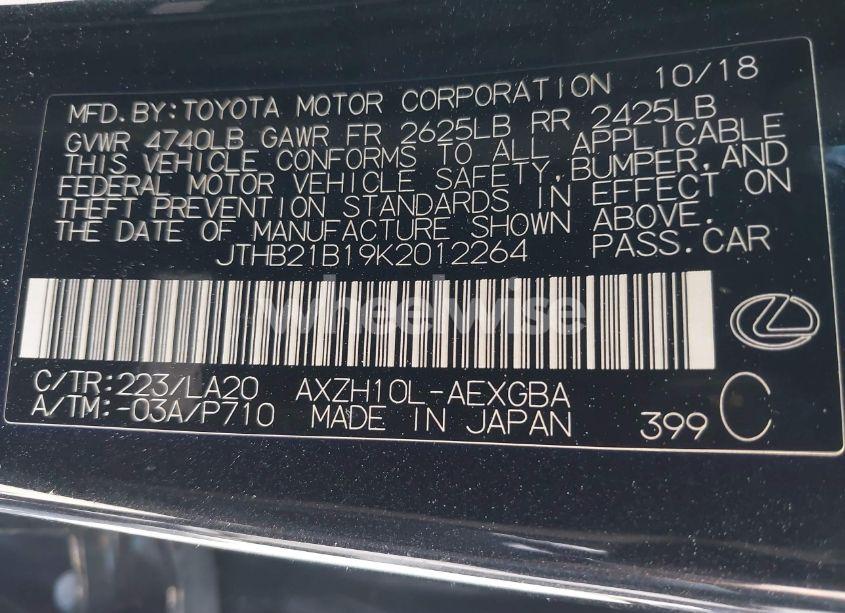 MFD. BY: TOYOTA MOTOR CORPORATION 10/18
GVWR 4740LB GAWR FR 2625LB RR 2425LB
THIS VEHICLE CONFORMS TO ALL APPLICABLE
FEDERAL MOTOR VEHICLE SAFETY, BUMPER, AND
THEFT PREVENTION STANDARDS IN EFFECT ON
THE DATE OF MANUFACTURE SHOWN ABOVE.
JTHB21B19K2012264 PASS. CAR
wheelwise
C/TR: 223/LA20 AXZH10L-AEXGBA
A/TM: -03A/P710 MADE IN JAPAN 399 C